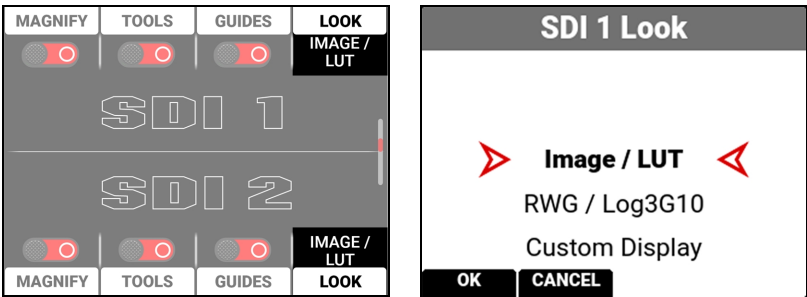 MAGNIFY TOOLS GUIDES LOOK
IMAGE /
LUT
SDI 1
SDI 2
IMAGE /
LUT
MAGNIFY TOOLS GUIDES LOOK
SDI 1 Look
Image / LUT
RWG / Log3G10
Custom Display
OK CANCEL